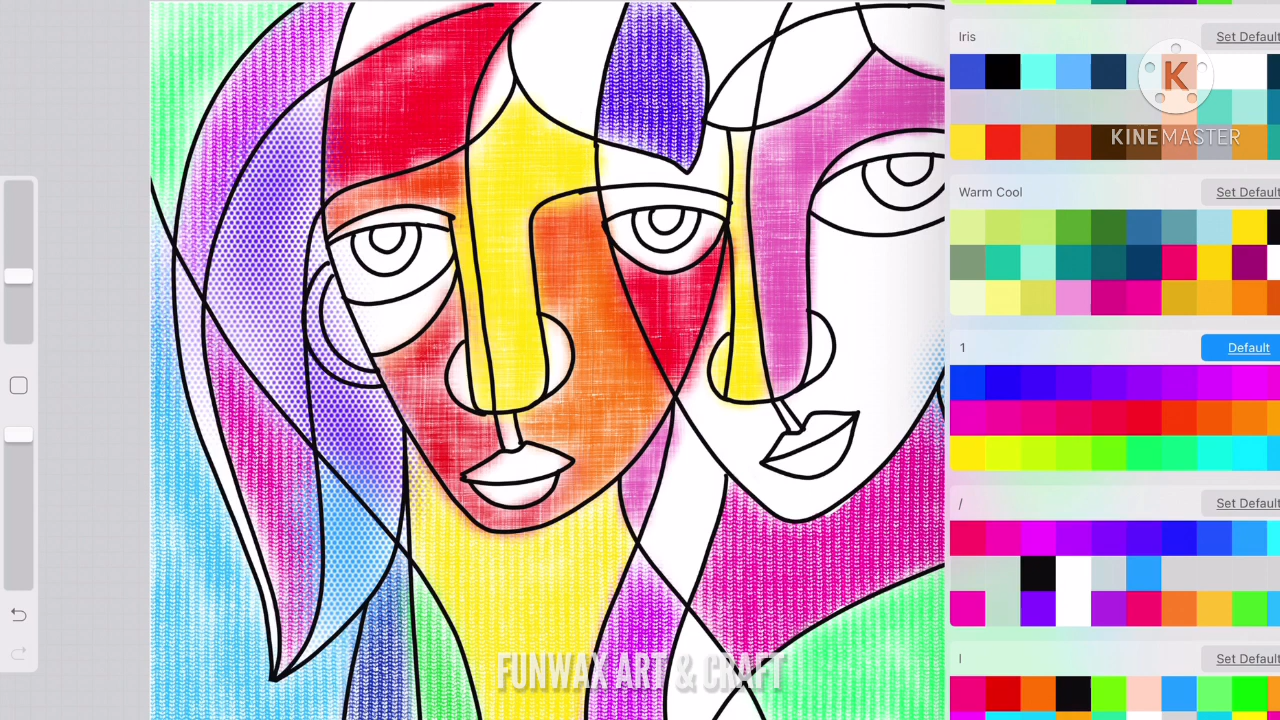 Iris
Set Default
K
KINEMASTER
Warm Cool
Set Default
1
Default
/
Set Default
FUNWAX ART & CRAFT
l
Set Default